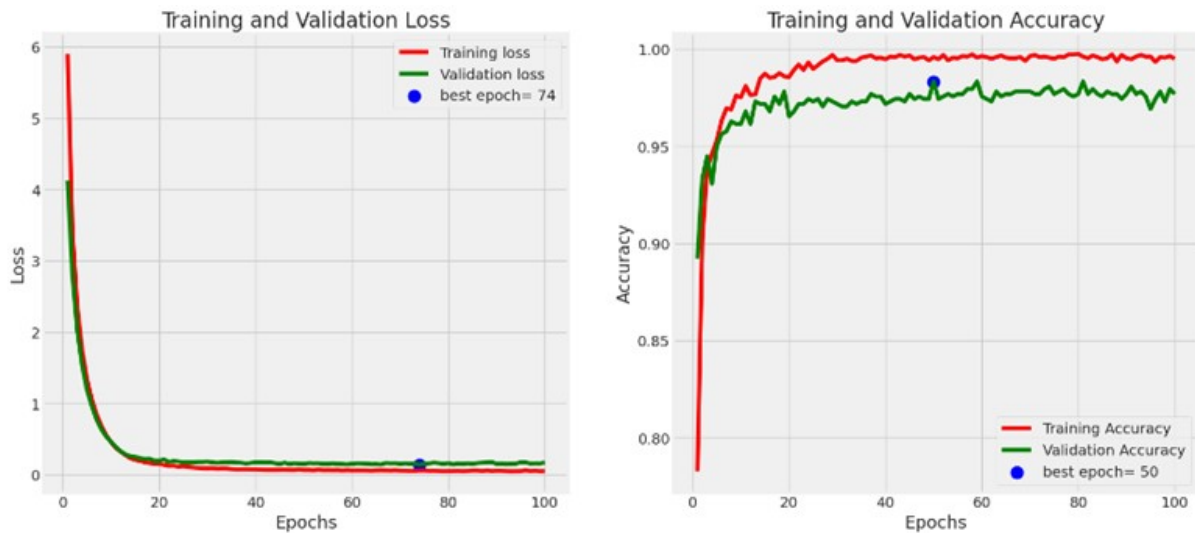 Training and Validation Loss
6
5
4
3
2
1
0
Loss
Training loss
Validation loss
best epoch= 74
0 20 40 60 80 100
Epochs
Training and Validation Accuracy
1.00
0.95
0.90
0.85
0.80
Accuracy
Training Accuracy
Validation Accuracy
best epoch= 50
0 20 40 60 80 100
Epochs